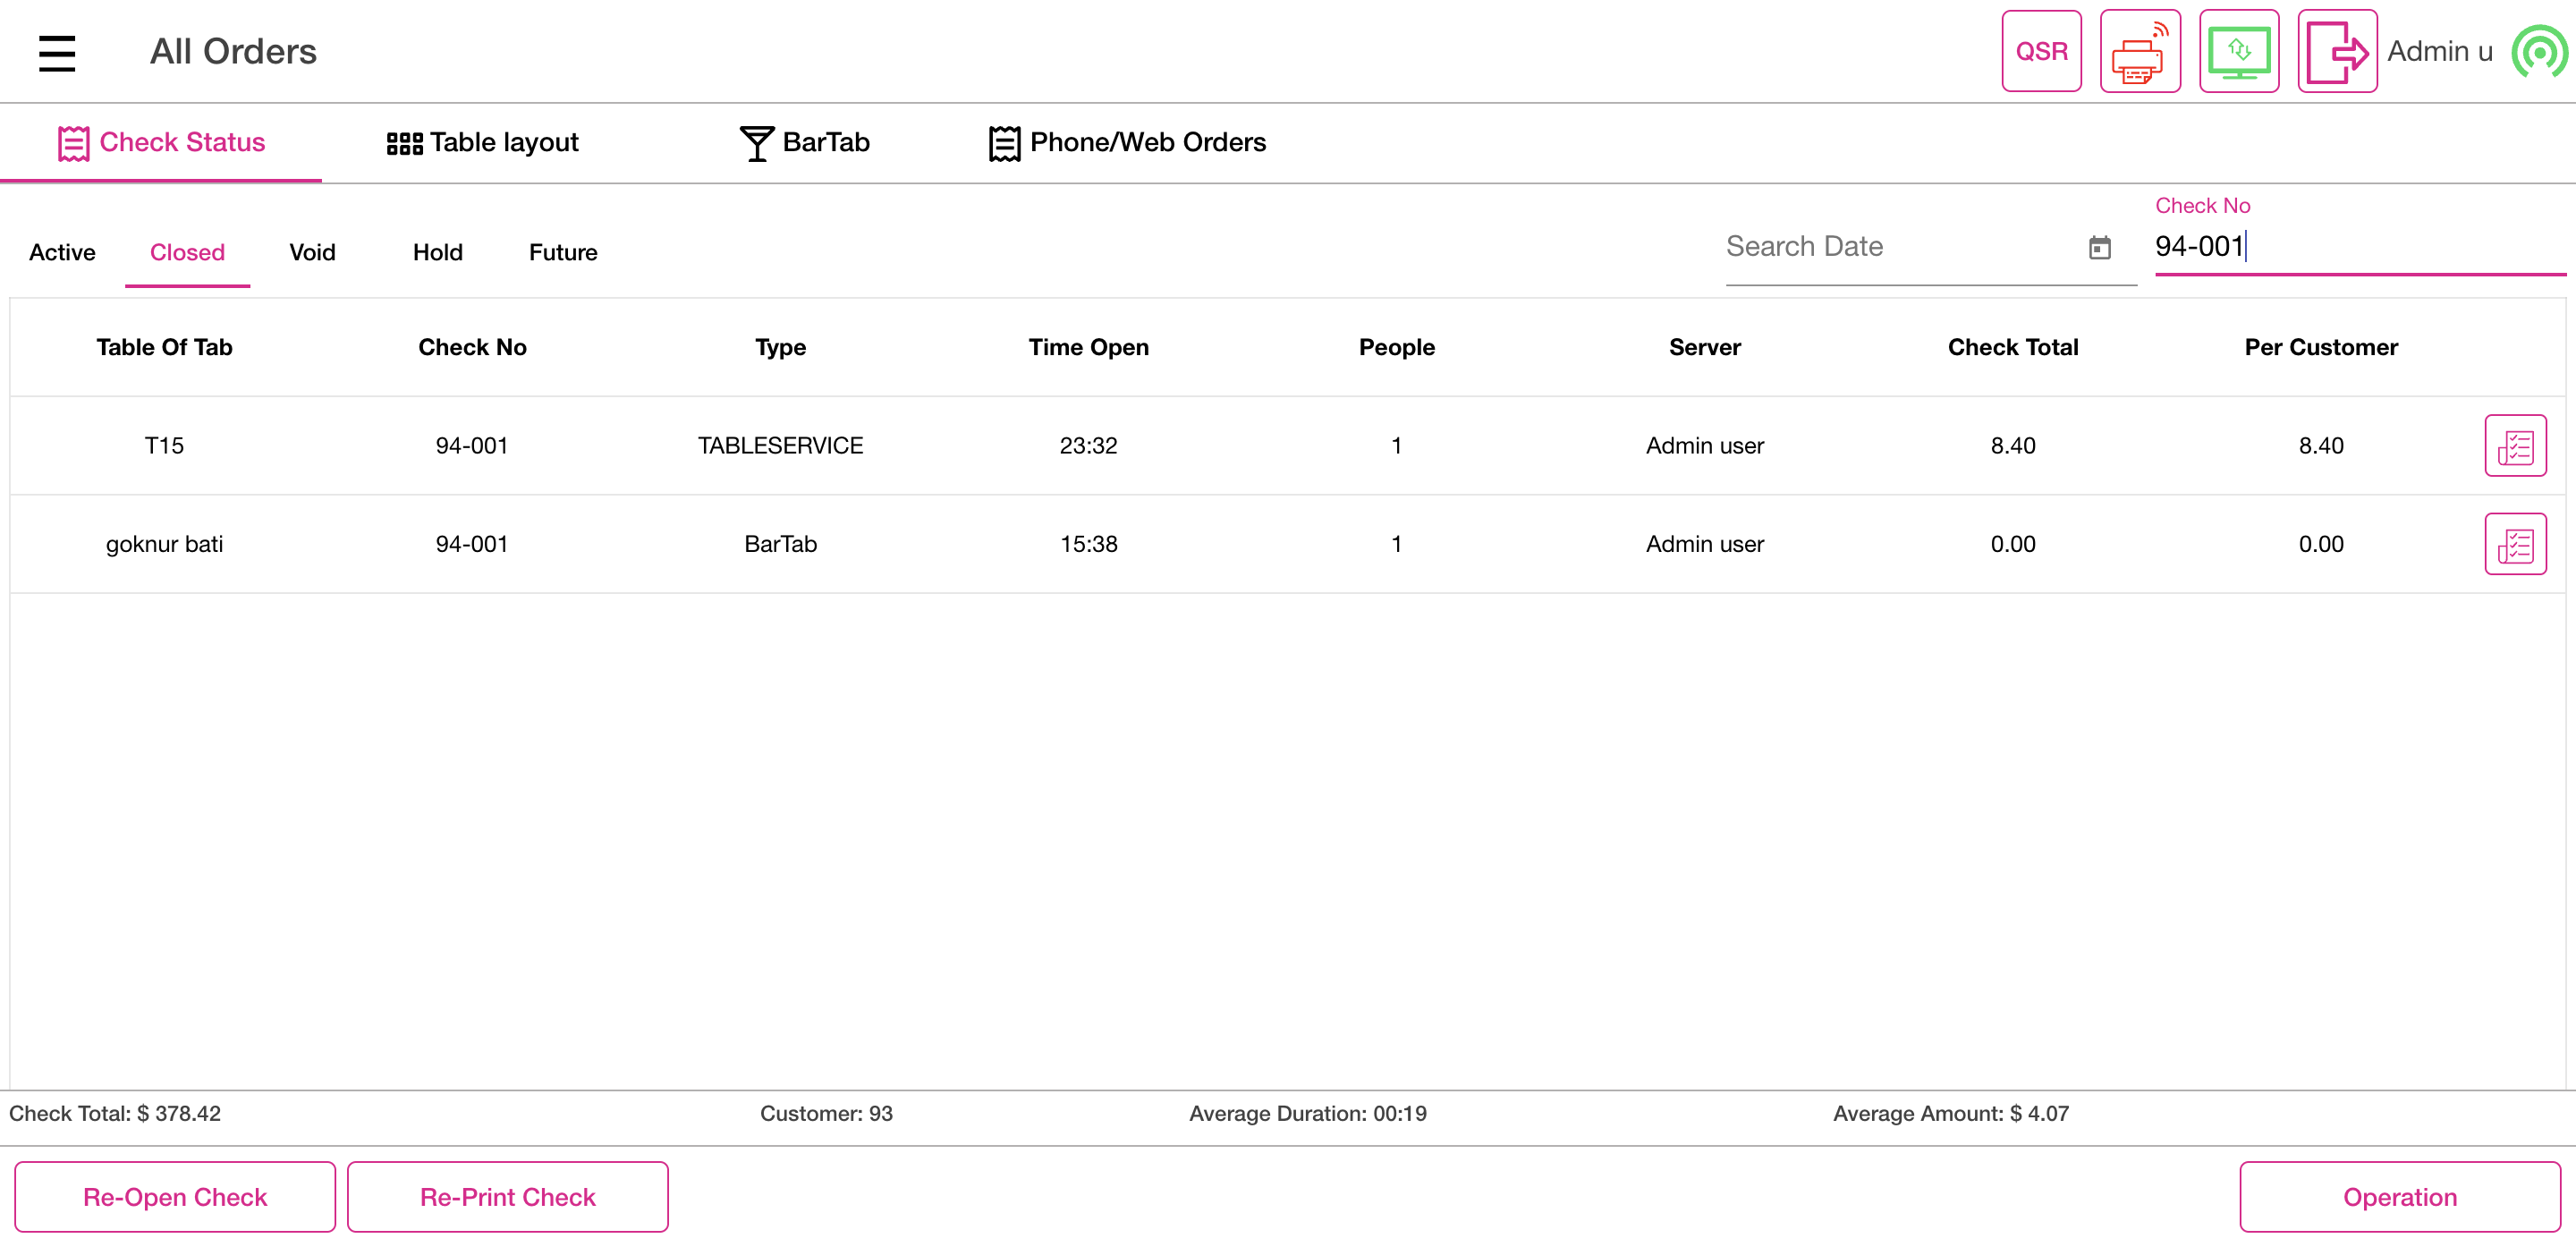 All Orders
QSR
Admin u
Check Status
Table layout
BarTab
Phone/Web Orders
Active
Closed
Void
Hold
Future
Search Date
Check No
94-001
Table Of Tab Check No Type Time Open People Server Check Total Per Customer
T15 94-001 TABLESERVICE 23:32 1 Admin user 8.40 8.40
goknur bati 94-001 BarTab 15:38 1 Admin user 0.00 0.00
Check Total: $ 378.42 Customer: 93 Average Duration: 00:19 Average Amount: $ 4.07
Re-Open Check
Re-Print Check
Operation